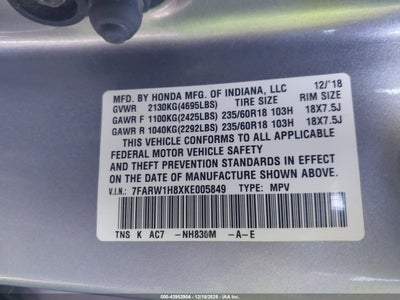 MFD. BY HONDA MFG. OF INDIANA, LLC 12/'18
GVWR 2130KG(4695LBS) TIRE SIZE RIM SIZE
GAWR F 1100KG(2425LBS) 235/60R18 103H 18X7.5J
GAWR R 1040KG(2292LBS) 235/60R18 103H 18X7.5J
THIS VEHICLE CONFORMS TO ALL APPLICABLE
FEDERAL MOTOR VEHICLE SAFETY
AND THEFT PREVENTION STANDARDS IN EFFECT
ON THE DATE OF MANUFACTURE SHOWN ABOVE.
V.I.N: 7FARW1H8XKE005849 TYPE: MPV
TNS K AC7 -NH830M -A-E
IAA - # 43952954 - 12/18/2025 - IAAI.COM